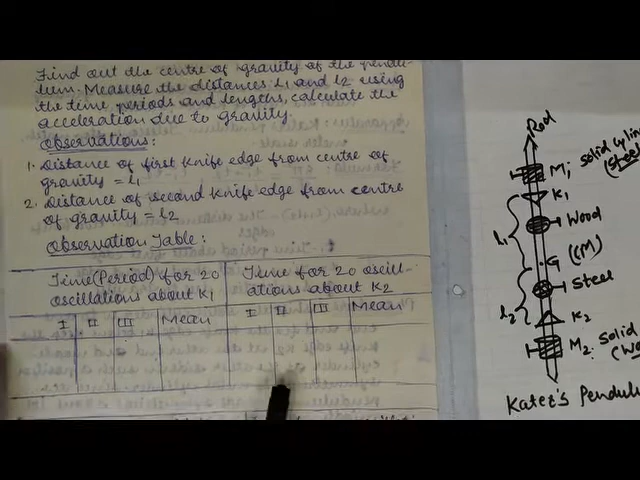 Find out the centre of gravity of the pendu-
lum. Measure the distances l1 and l2 using
the time periods and lengths, calculate the
acceleration due to gravity.
Observations:
1. Distance of first Knife edge from centre of
gravity = l1
2. Distance of second Knife edge from centre
of gravity = l2
Observation Table:
Time(Period) for 20
oscillations about K1
Time for 20 oscill-
ations about K2
I II III Mean I II III Mean
Rod
M1: solid cylin
(Steel
K1
Wood
l1
G (CM)
Steel
l2
K2
M2: solid
(Wo
Kater's Pendul